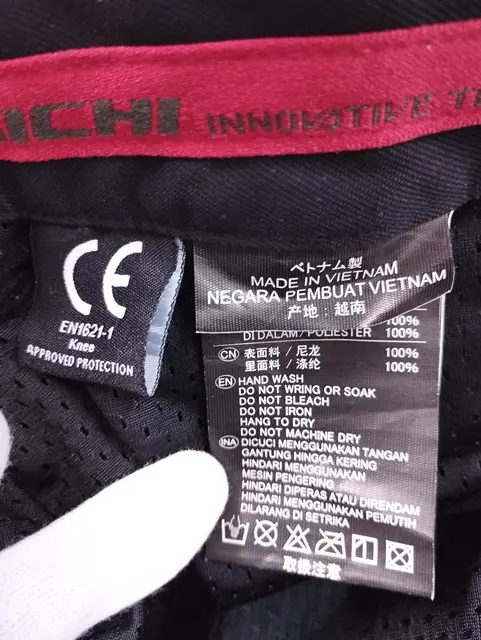 ICHI INNOVATIVE T
CE
EN1621-1
Knee
APPROVED PROTECTION
ベトナム製
MADE IN VIETNAM
NEGARA PEMBUAT VIETNAM
产地: 越南
100%
DI DALAM/POLIESTER 100%
CN 表面料 / 尼龙 100%
里面料 / 涤纶 100%
EN HAND WASH
DO NOT WRING OR SOAK
DO NOT BLEACH
DO NOT IRON
HANG TO DRY
DO NOT MACHINE DRY
INA DICUCI MENGGUNAKAN TANGAN
GANTUNG HINGGA KERING
HINDARI MENGGUNAKAN
MESIN PENGERING
HINDARI DIPERAS ATAU DIRENDAM
HINDARI MENGGUNAKAN PEMUTIH
DILARANG DI SETRIKA
取扱注意